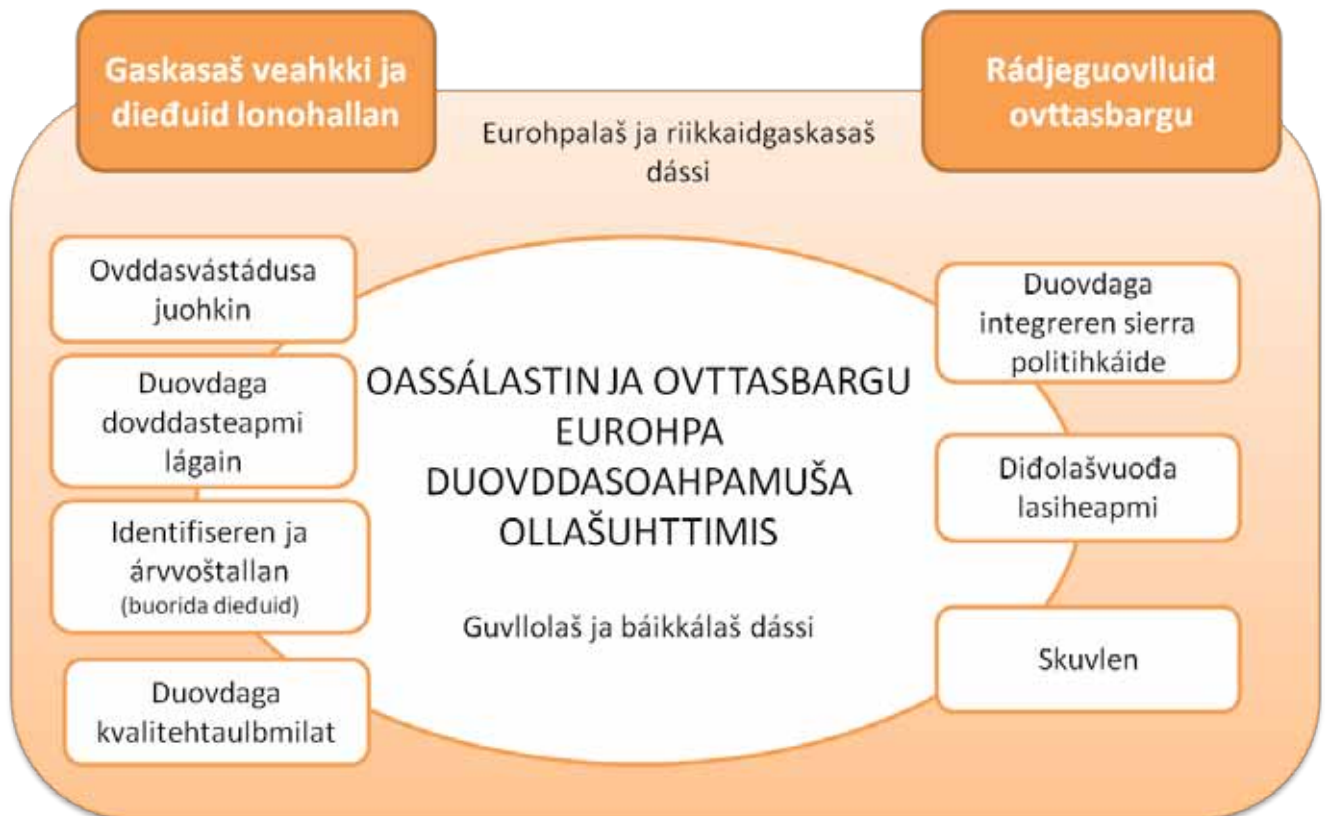 Gaskasaš veahkki ja
dieđuid lonohallan
Rádjeguovlluid
ovttasbargu
Eurohpalaš ja riikkaidgaskasaš
dássi
Ovddasvástádusa
juohkin
Duovdaga
dovddasteapmi
lágain
Identifiseren ja
árvvoštallan
(buorida dieđuid)
Duovdaga
kvalitehtaulbmilat
OASSÁLASTIN JA OVTTASBARGU
EUROHPA
DUOVDDASOAHPAMUŠA
OLLAŠUHTTIMIS
Guvllolaš ja báikkálaš dássi
Duovdaga
integreren sierra
politihkáide
Diđolašvuođa
lasiheapmi
Skuvlen